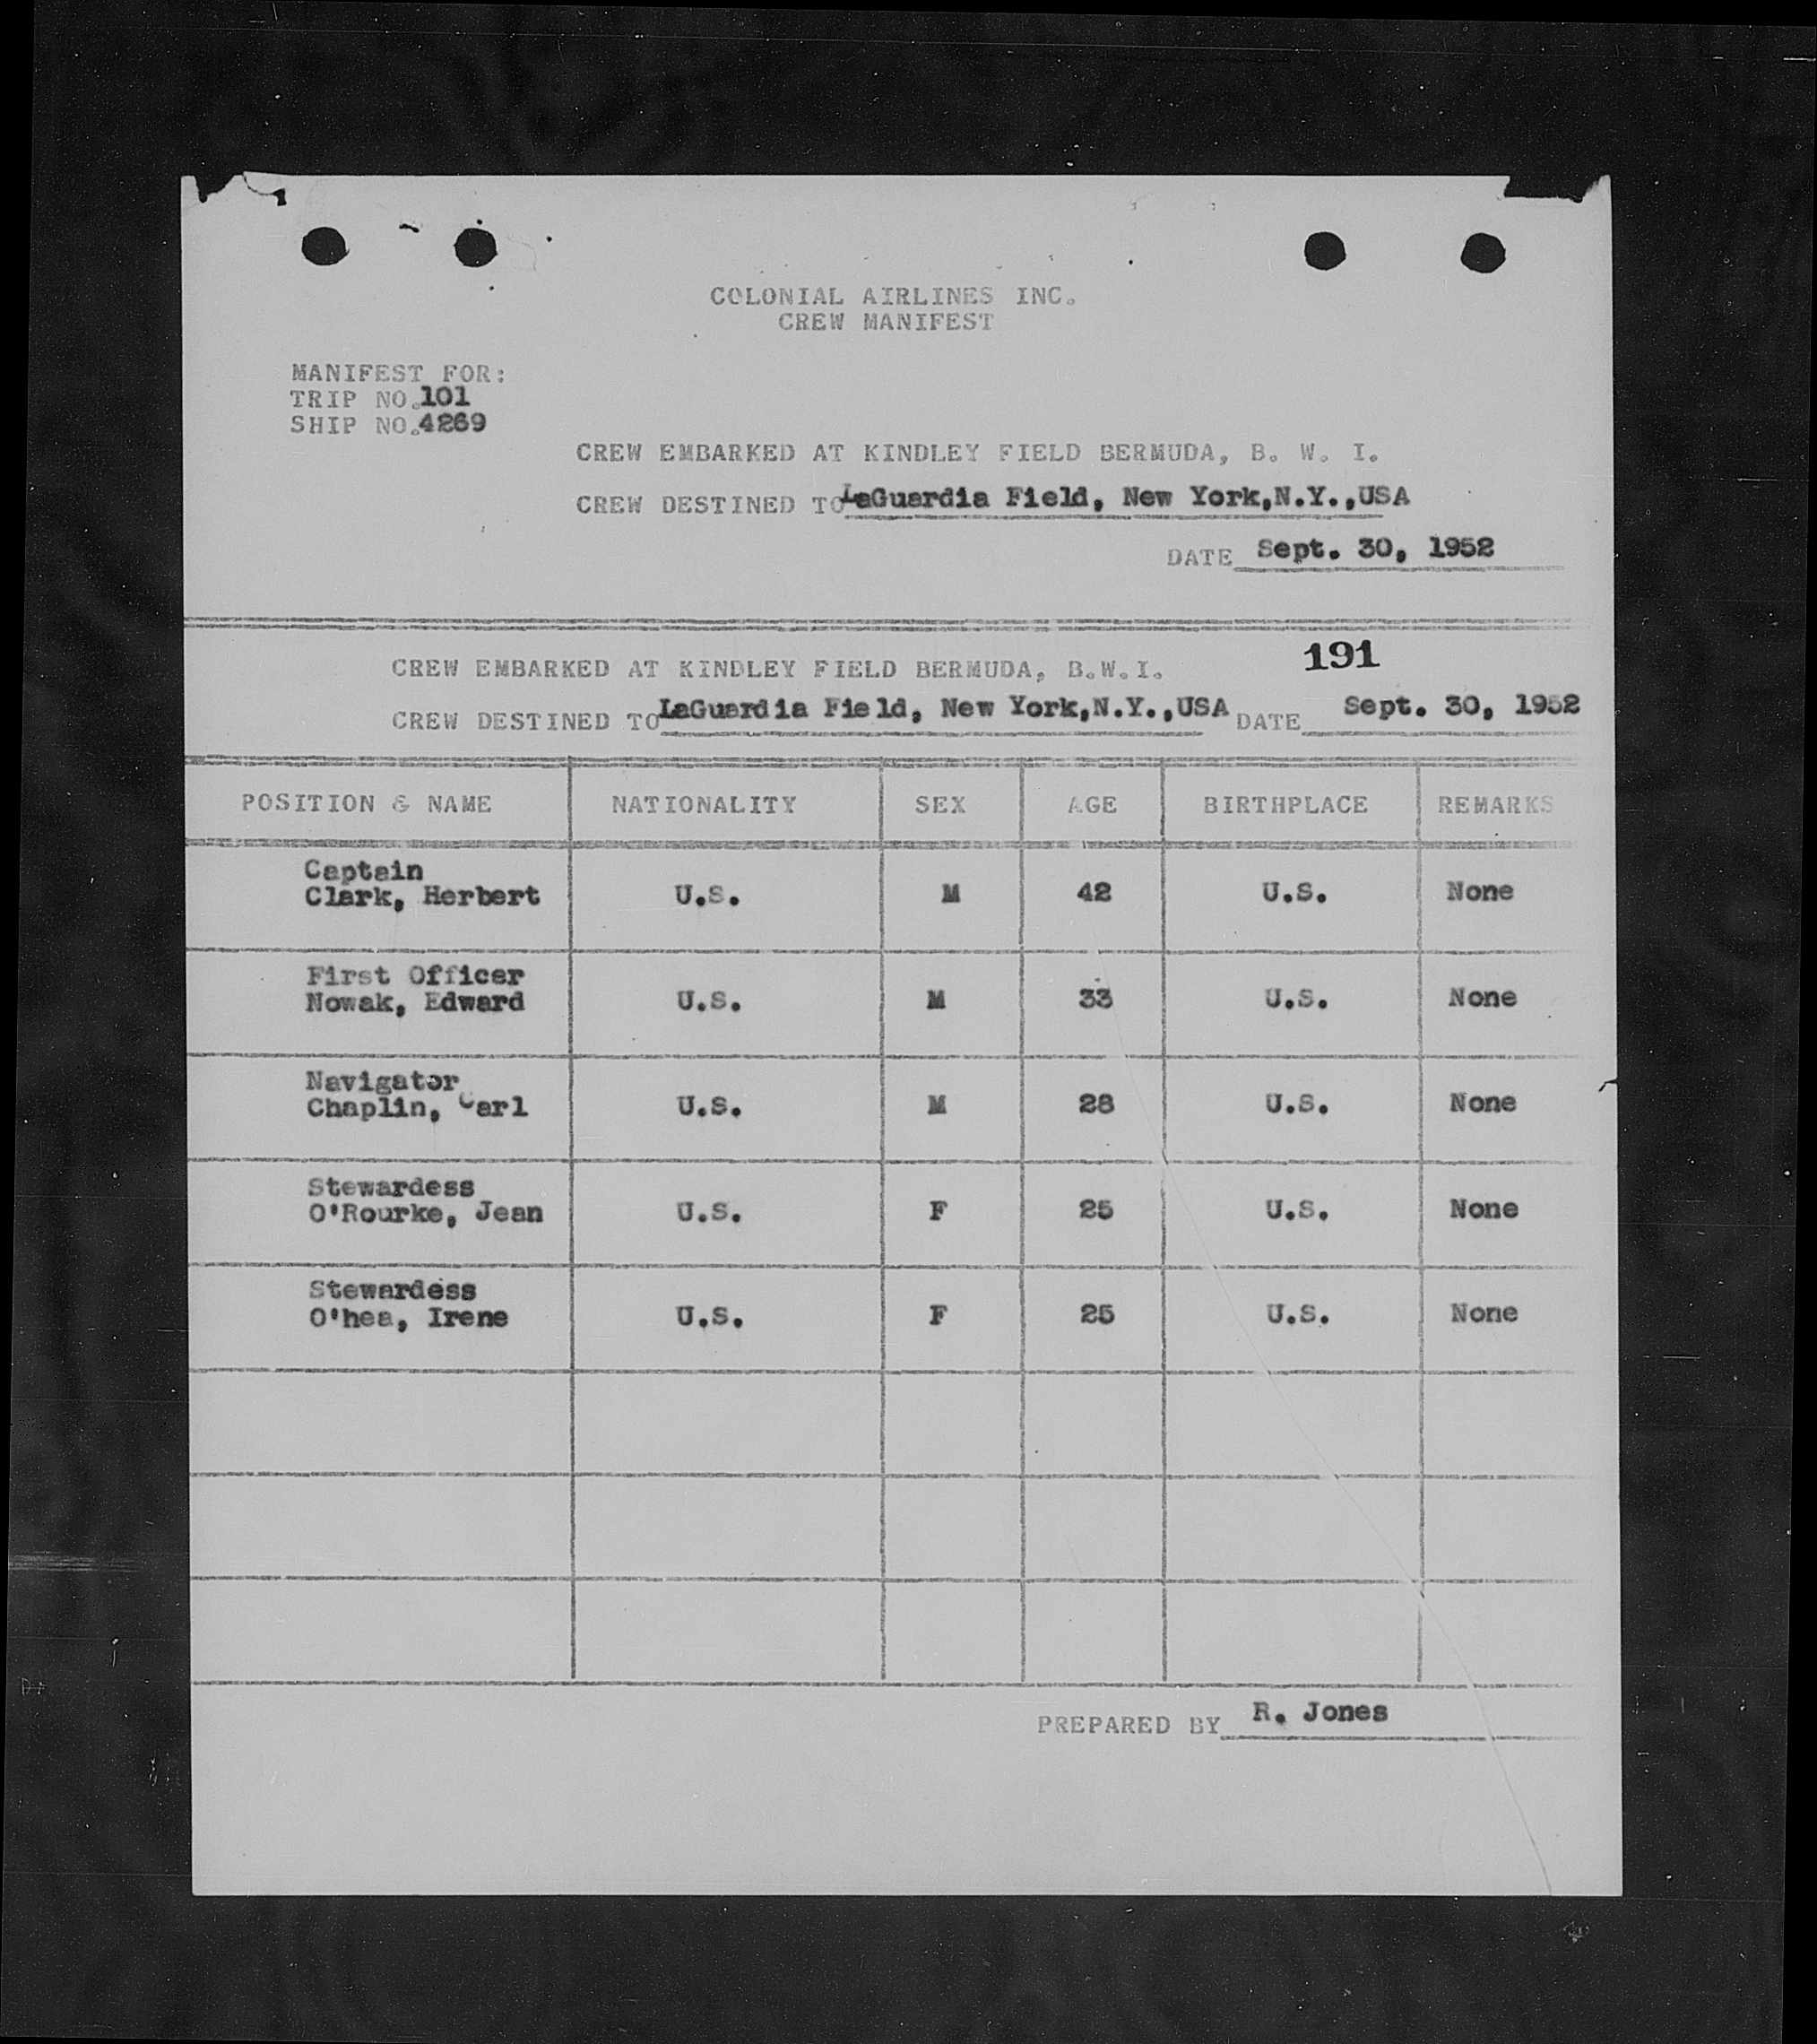 COLONIAL AIRLINES INC.
CREW MANIFEST
MANIFEST FOR:
TRIP NO.101
SHIP NO.4269
CREW EMBARKED AT KINDLEY FIELD BERMUDA, B. W. I.
CREW DESTINED TO LaGuardia Field, New York,N.Y.,USA
DATE Sept. 30, 1952
191
CREW EMBARKED AT KINDLEY FIELD BERMUDA, B.W.I.
CREW DESTINED TO LaGuardia Field, New York,N.Y.,USA DATE Sept. 30, 1952
POSITION & NAME NATIONALITY SEX AGE BIRTHPLACE REMARKS
Captain
Clark, Herbert U.S. M 42 U.S. None
First Officer
Nowak, Edward U.S. M 33 U.S. None
Navigator
Chaplin, Carl U.S. M 28 U.S. None
Stewardess
O'Rourke, Jean U.S. F 25 U.S. None
Stewardess
O'hea, Irene U.S. F 25 U.S. None
PREPARED BY R. Jones